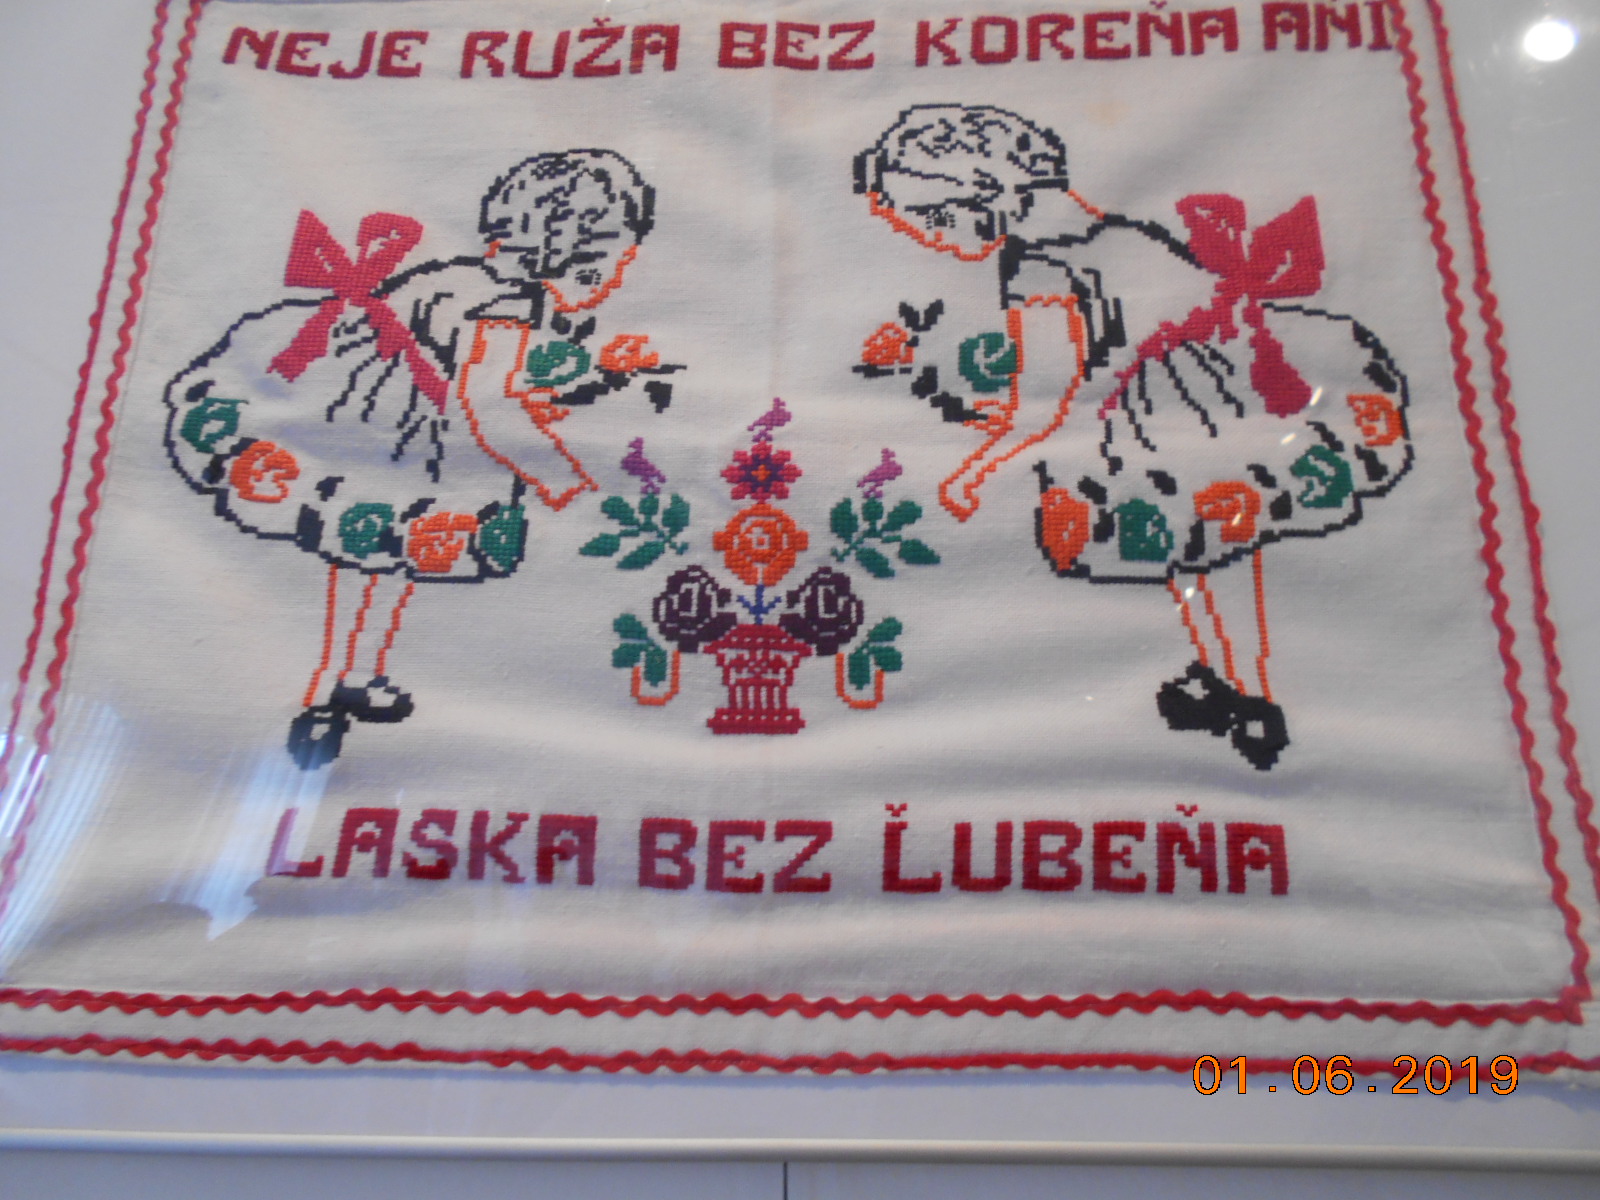 NEJE RUŽA BEZ KOREŇA AŇI
LASKA BEZ ĽUBEŇA
01.06.2019